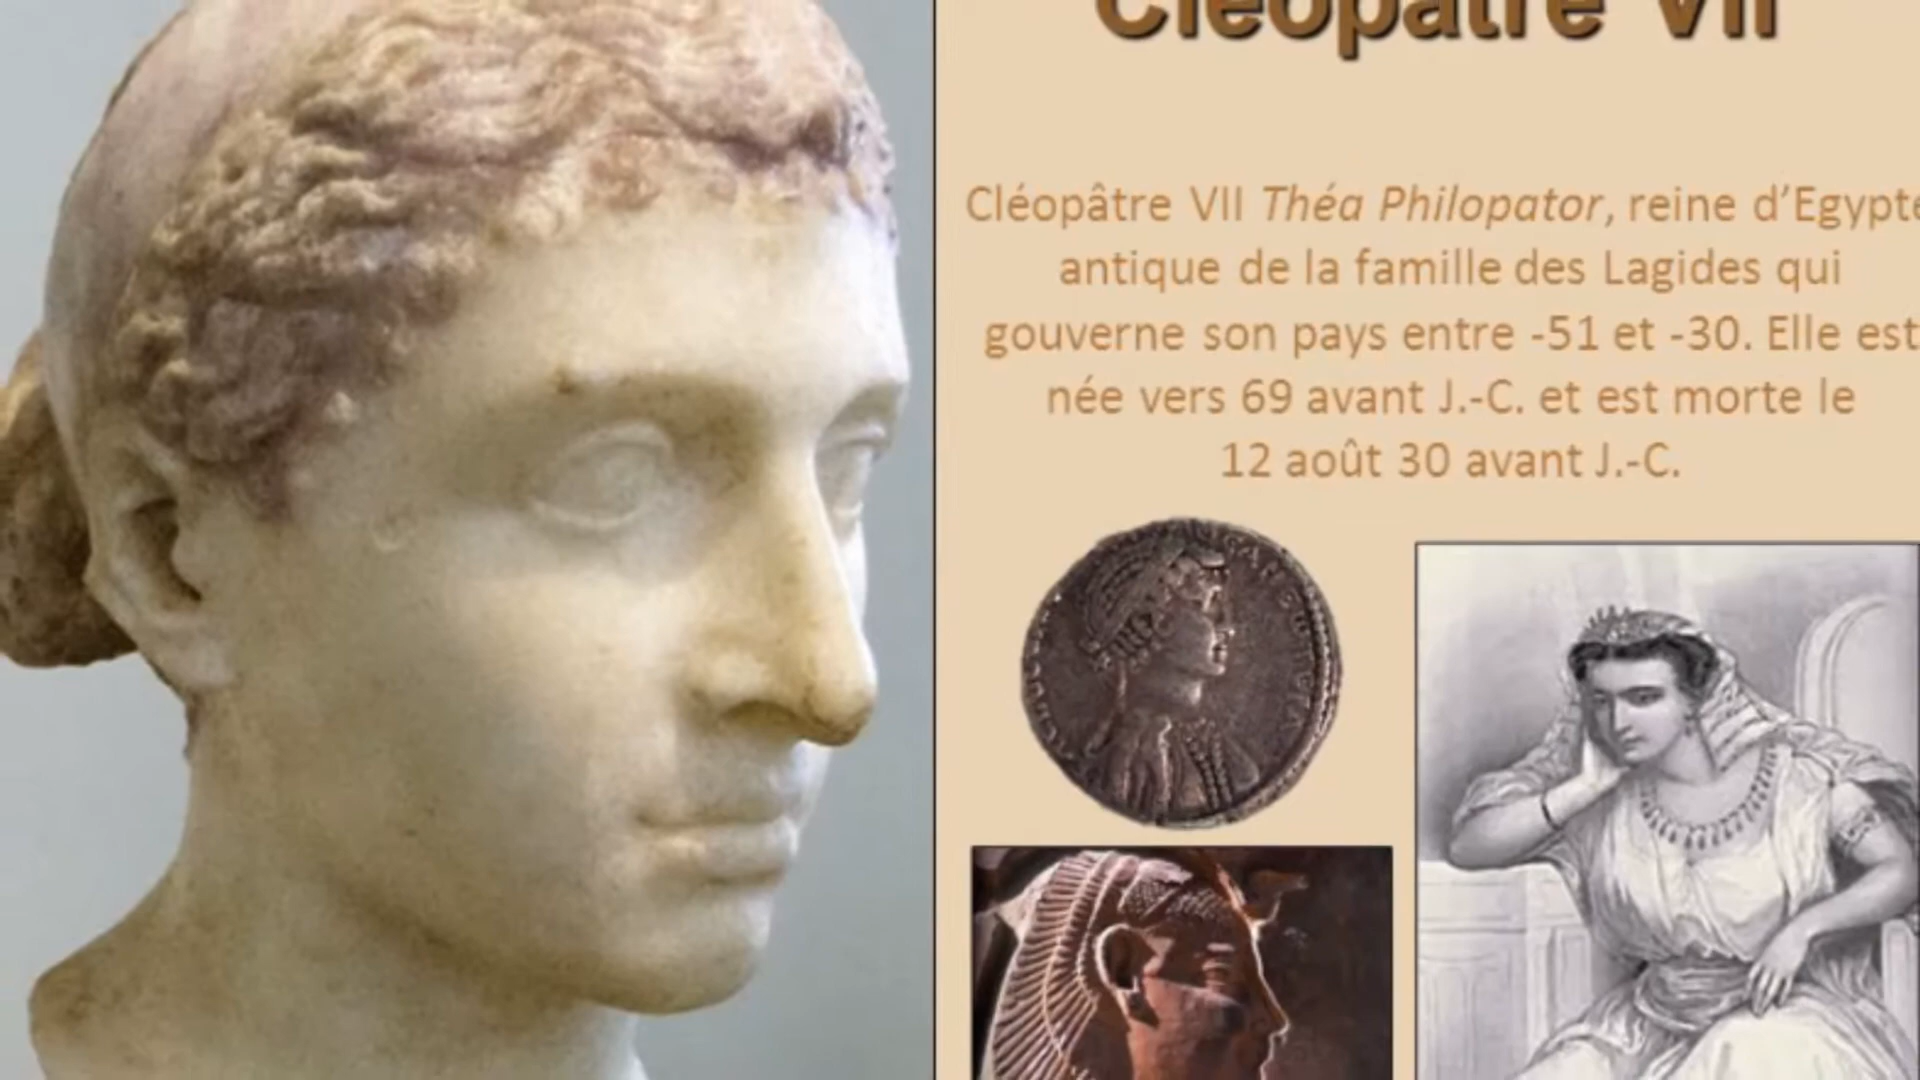 Cléopâtre VII
Cléopâtre VII Théa Philopator, reine d’Egypte
antique de la famille des Lagides qui
gouverne son pays entre -51 et -30. Elle est
née vers 69 avant J.-C. et est morte le
12 août 30 avant J.-C.